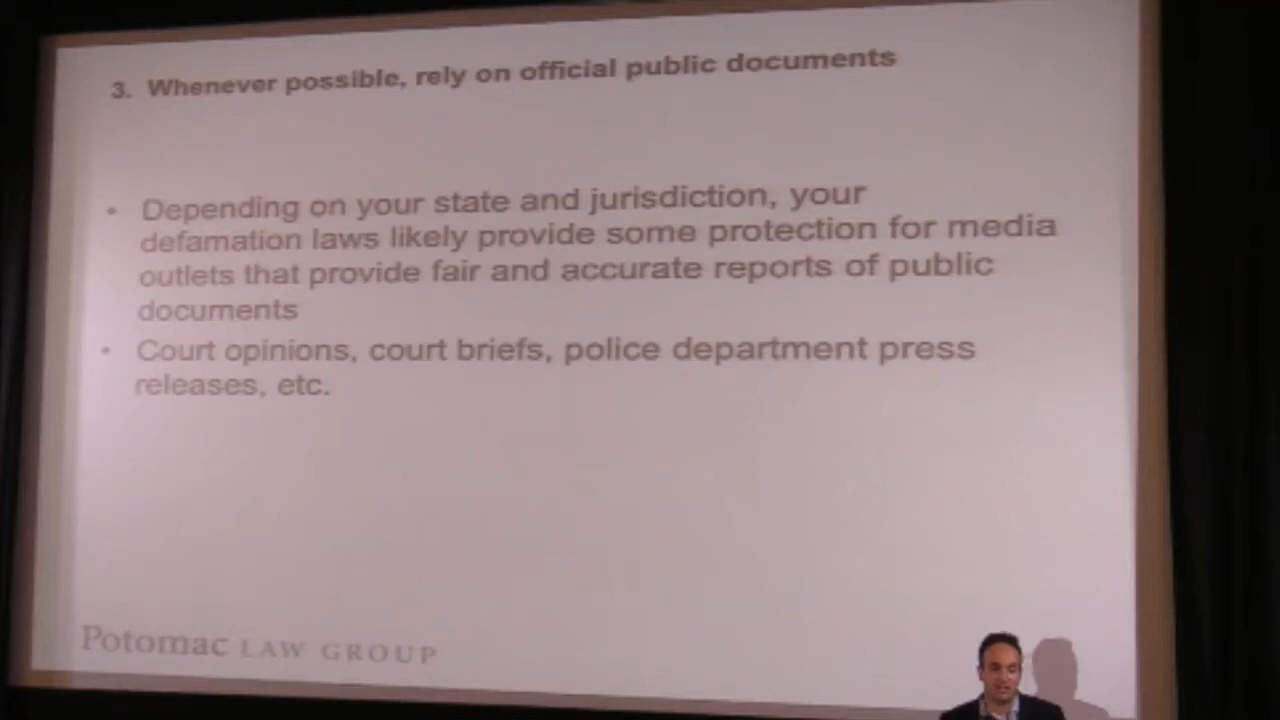 3. Whenever possible, rely on official public documents
• Depending on your state and jurisdiction, your
defamation laws likely provide some protection for media
outlets that provide fair and accurate reports of public
documents
• Court opinions, court briefs, police department press
releases, etc.
Potomac LAW GROUP